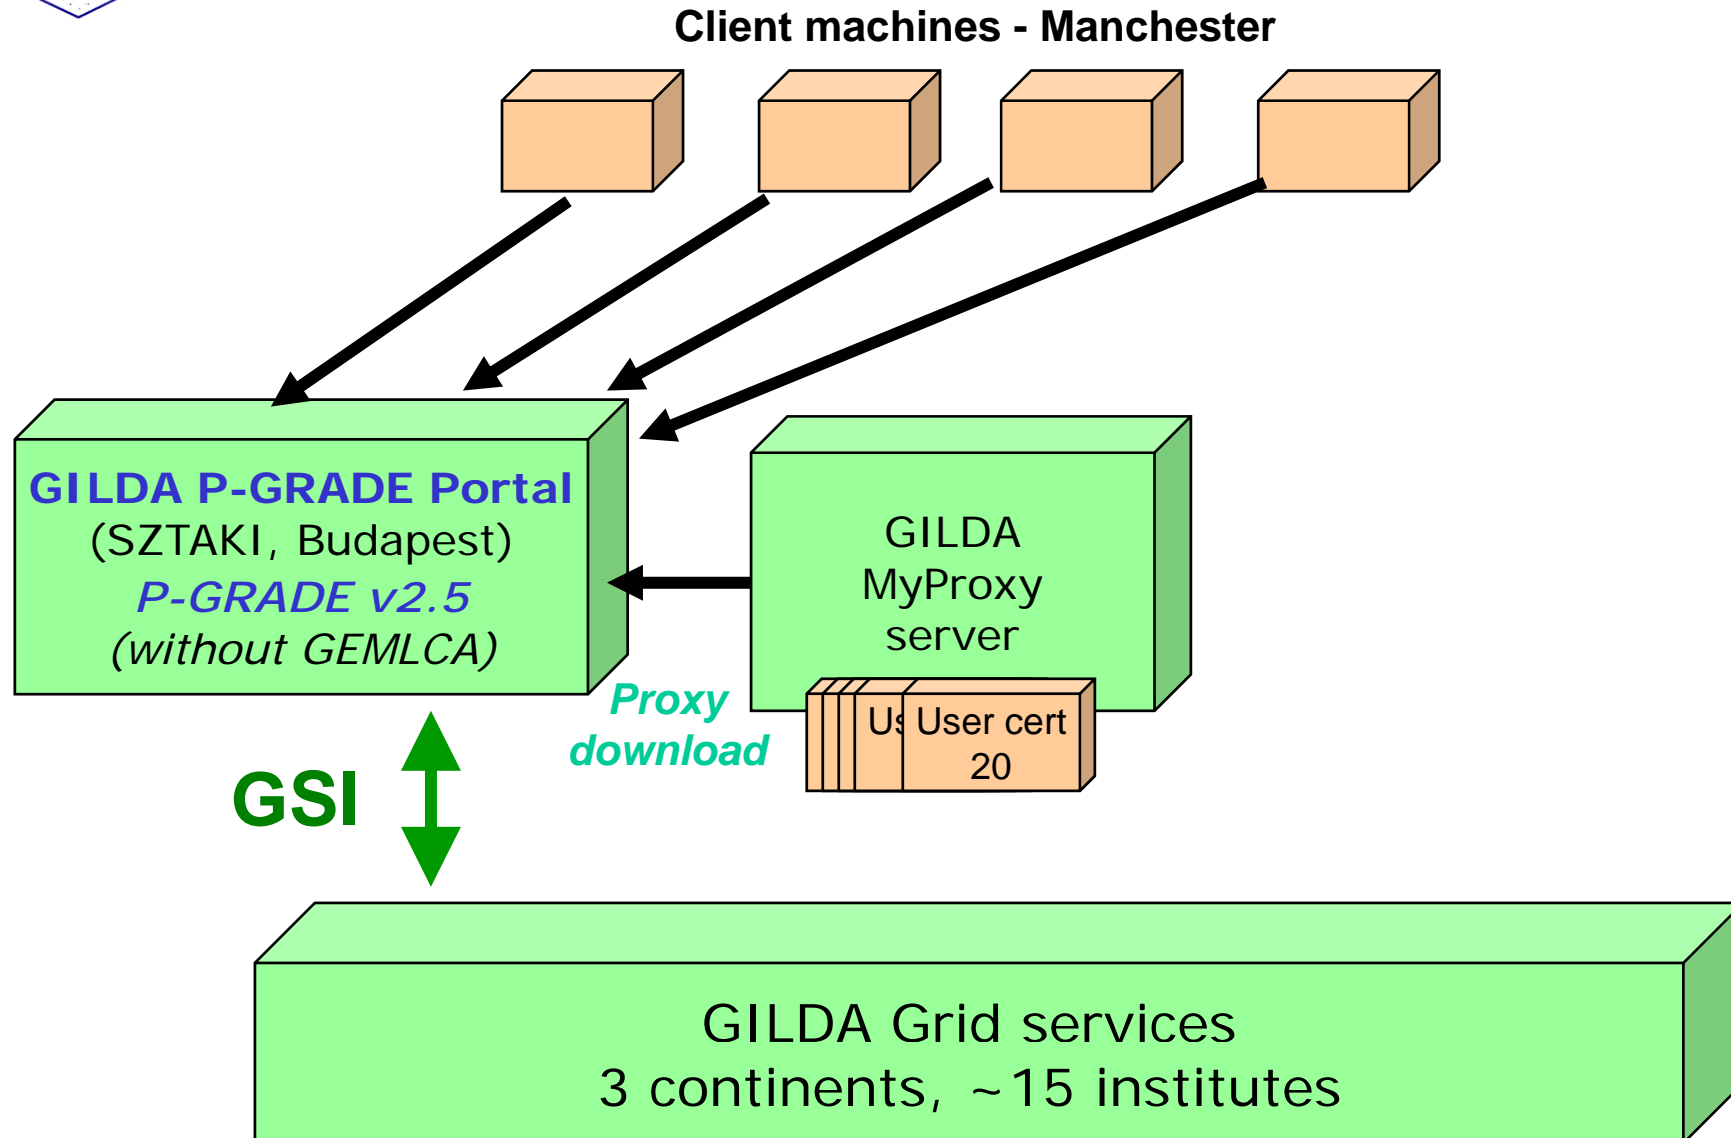 Client machines - Manchester
GILDA P-GRADE Portal
(SZTAKI, Budapest)
P-GRADE v2.5
(without GEMLCA)
GILDA
MyProxy
server
Proxy
download
Us
User cert
20
GSI
GILDA Grid services
3 continents, ~15 institutes